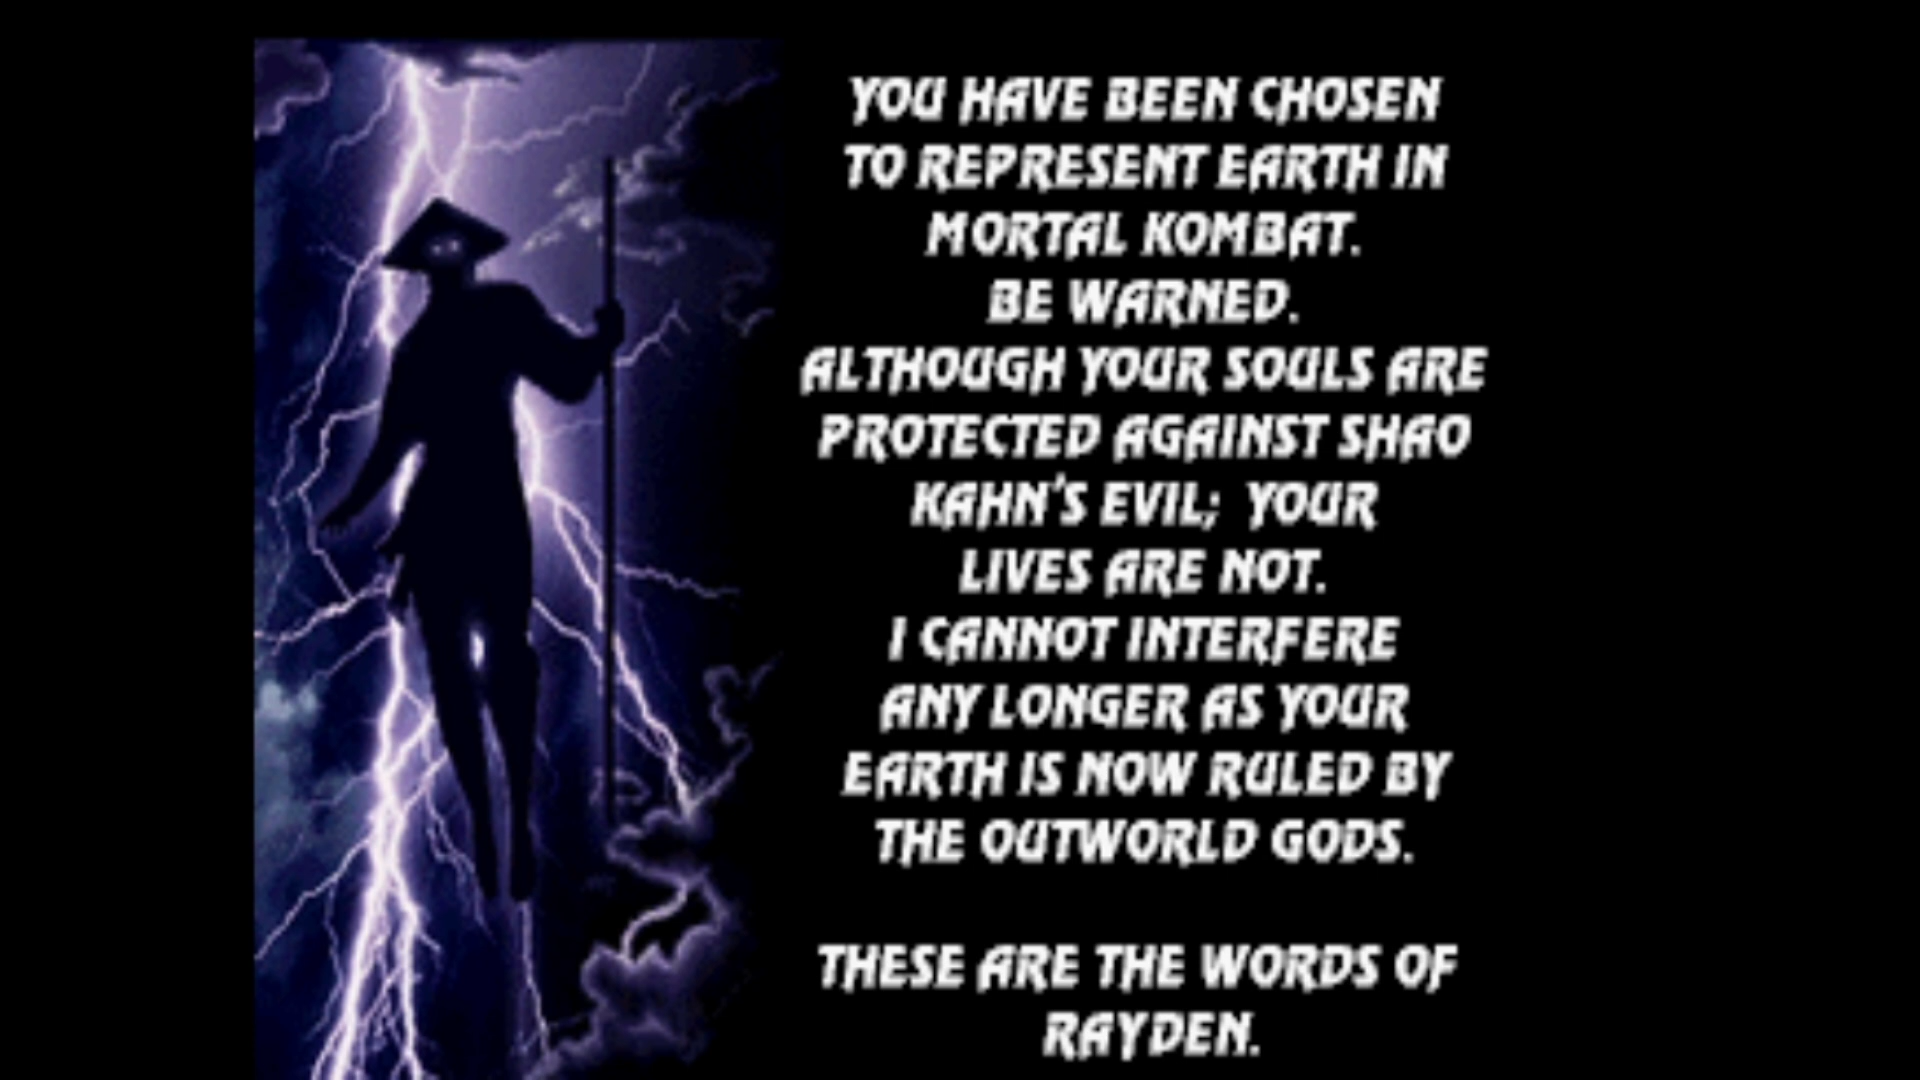 YOU HAVE BEEN CHOSEN
TO REPRESENT EARTH IN
MORTAL KOMBAT.
BE WARNED.
ALTHOUGH YOUR SOULS ARE
PROTECTED AGAINST SHAO
KAHN'S EVIL; YOUR
LIVES ARE NOT.
I CANNOT INTERFERE
ANY LONGER AS YOUR
EARTH IS NOW RULED BY
THE OUTWORLD GODS.
THESE ARE THE WORDS OF
RAYDEN.